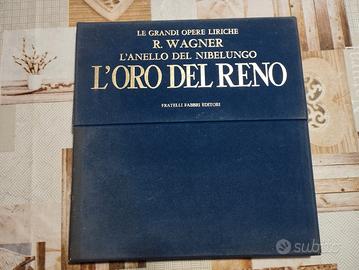 LE GRANDI OPERE LIRICHE
R. WAGNER
L'ANELLO DEL NIBELUNGO
L'ORO DEL RENO
FRATELLI FABBRI EDITORI
subito